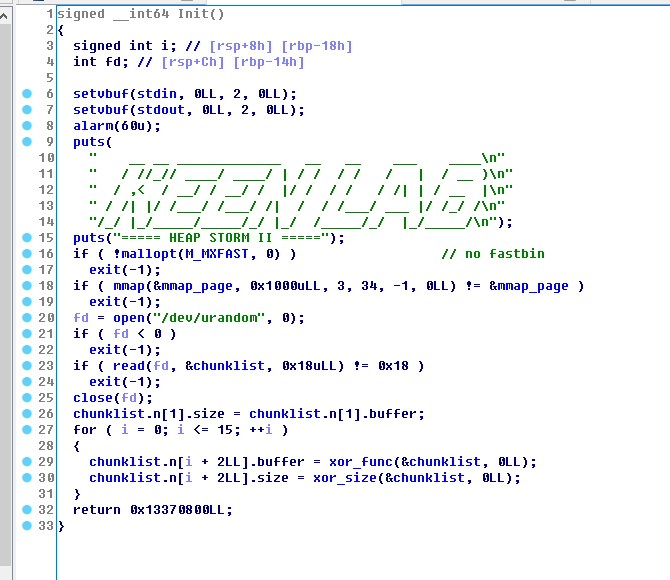 1 signed __int64 Init()
2 {
3 signed int i; // [rsp+8h] [rbp-18h]
4 int fd; // [rsp+Ch] [rbp-14h]
5
6 setvbuf(stdin, 0LL, 2, 0LL);
7 setvbuf(stdout, 0LL, 2, 0LL);
8 alarm(60u);
9 puts(
10 "    __ __ _____________   __   __    ___    ____\n"
11 "   / //_// ____/ ____/ | / /  / /   /   |  / __ )\n"
12 "  / ,<  / __/ / __/ /  |/ /  / /   / /| | / __  |\n"
13 " / /| |/ /___/ /___/ /|  /  / /___/ ___ |/ /_/ /\n"
14 "/_/ |_/_____/_____/_/ |_/  /_____/_/  |_/_____/\n");
15 puts("===== HEAP STORM II =====");
16 if ( !mallopt(M_MXFAST, 0) ) // no fastbin
17 exit(-1);
18 if ( mmap(&mmap_page, 0x1000uLL, 3, 34, -1, 0LL) != &mmap_page )
19 exit(-1);
20 fd = open("/dev/urandom", 0);
21 if ( fd < 0 )
22 exit(-1);
23 if ( read(fd, &chunklist, 0x18uLL) != 0x18 )
24 exit(-1);
25 close(fd);
26 chunklist.n[1].size = chunklist.n[1].buffer;
27 for ( i = 0; i <= 15; ++i )
28 {
29 chunklist.n[i + 2LL].buffer = xor_func(&chunklist, 0LL);
30 chunklist.n[i + 2LL].size = xor_size(&chunklist, 0LL);
31 }
32 return 0x13370800LL;
33 }